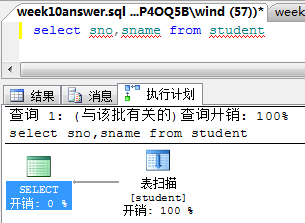 week10answer.sql ...P4OQ5B\wind (57))*
week
select sno,sname from student
结果
消息
执行计划
查询 1: (与该批有关的)查询开销: 100%
select sno,sname from student
SELECT
开销: 0 %
表扫描
[student]
开销: 100 %